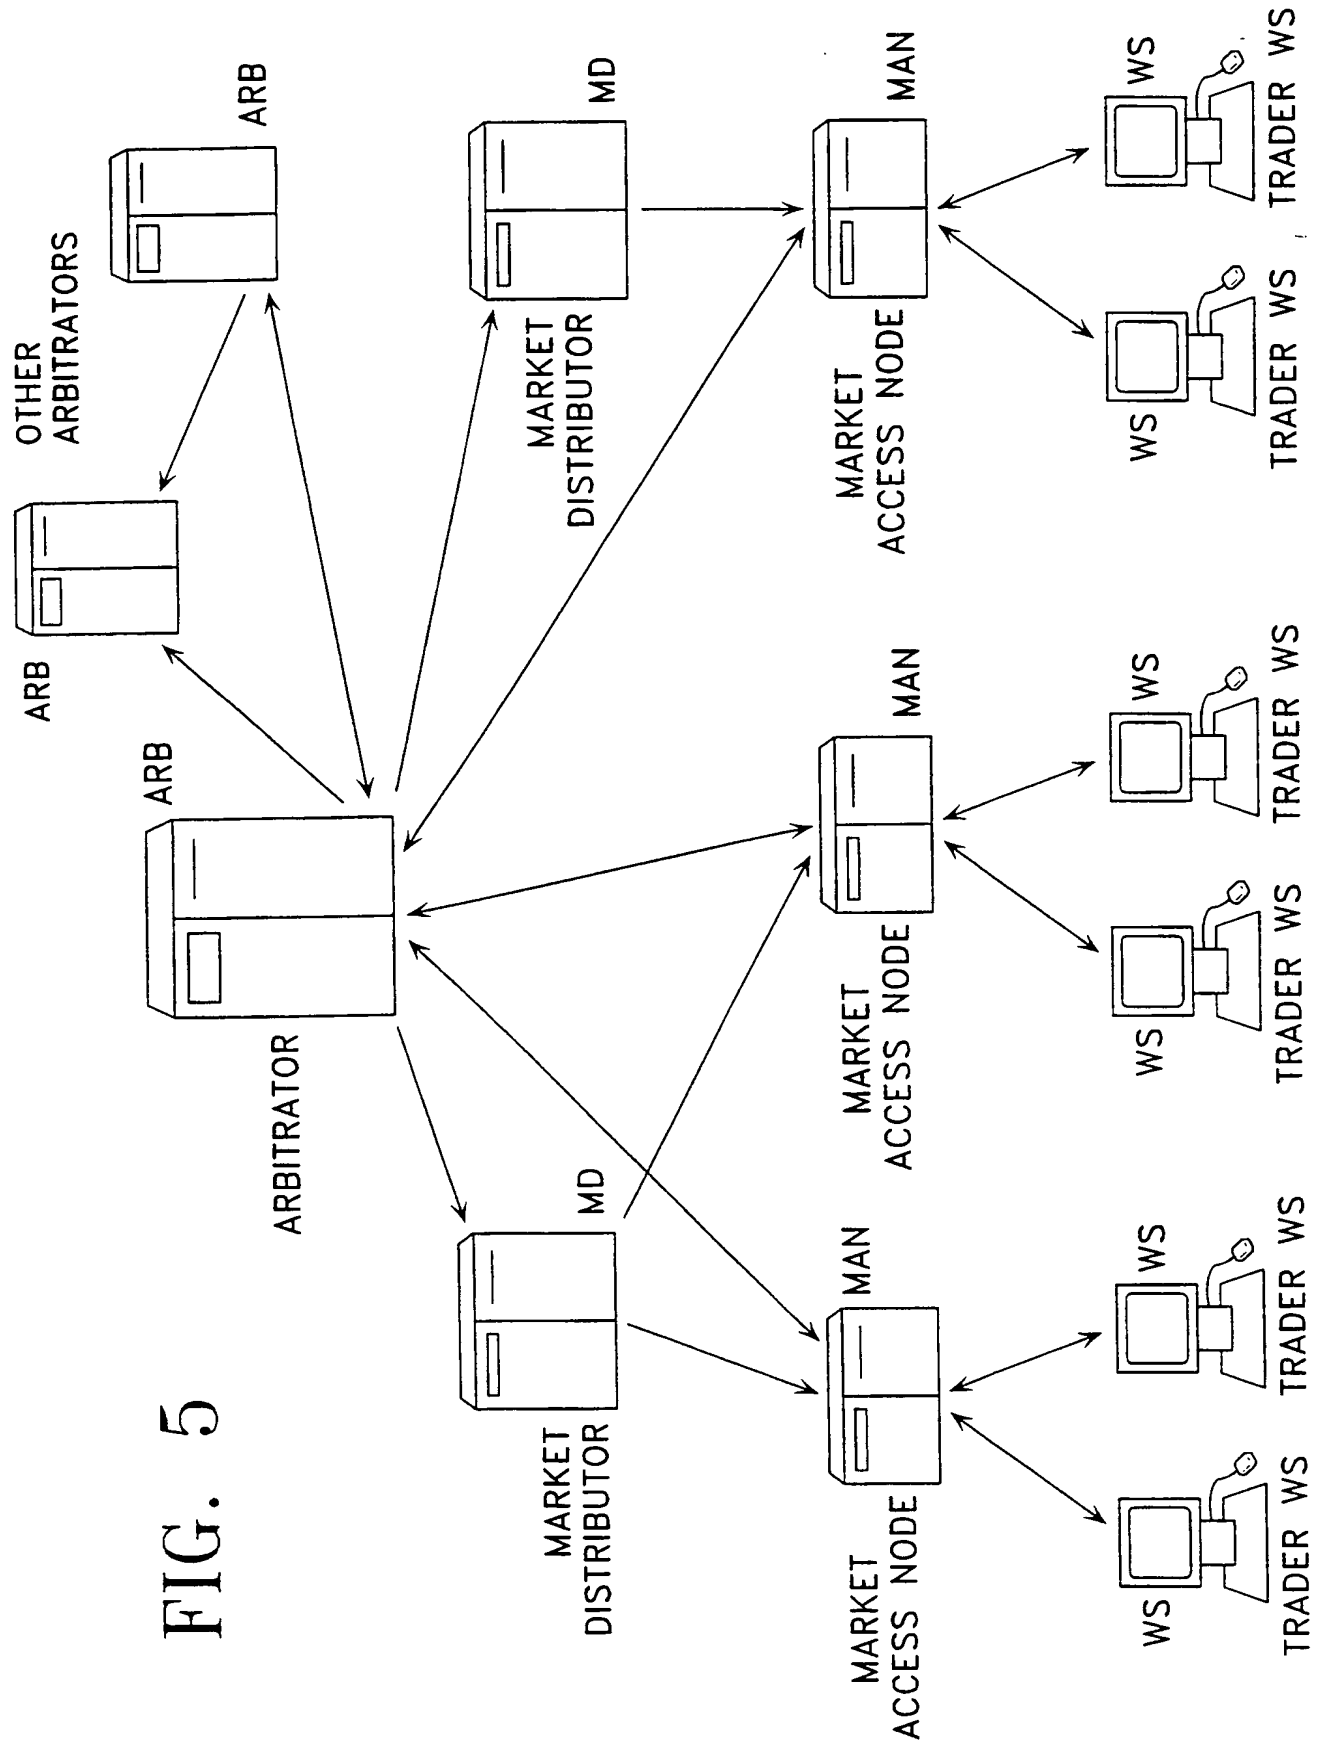 FIG. 5
OTHER
ARBITRATORS
ARB
ARB
ARB
ARBITRATOR
MARKET
DISTRIBUTOR
MD
MARKET
DISTRIBUTOR
MD
MARKET
ACCESS NODE
MAN
MARKET
ACCESS NODE
MAN
MARKET
ACCESS NODE
MAN
WS
TRADER WS
WS
TRADER WS
WS
TRADER WS
WS
TRADER WS
WS
TRADER WS
WS
TRADER WS